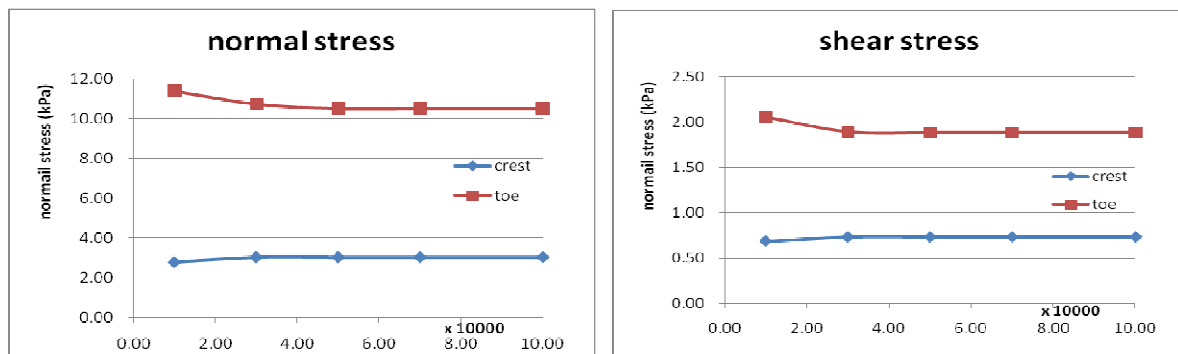 normal stress
normail stress (kPa)
12.00
10.00
8.00
6.00
4.00
2.00
0.00
crest
toe
x 10000
0.00 2.00 4.00 6.00 8.00 10.00
shear stress
normail stress (kPa)
2.50
2.00
1.50
1.00
0.50
0.00
crest
toe
x 10000
0.00 2.00 4.00 6.00 8.00 10.00